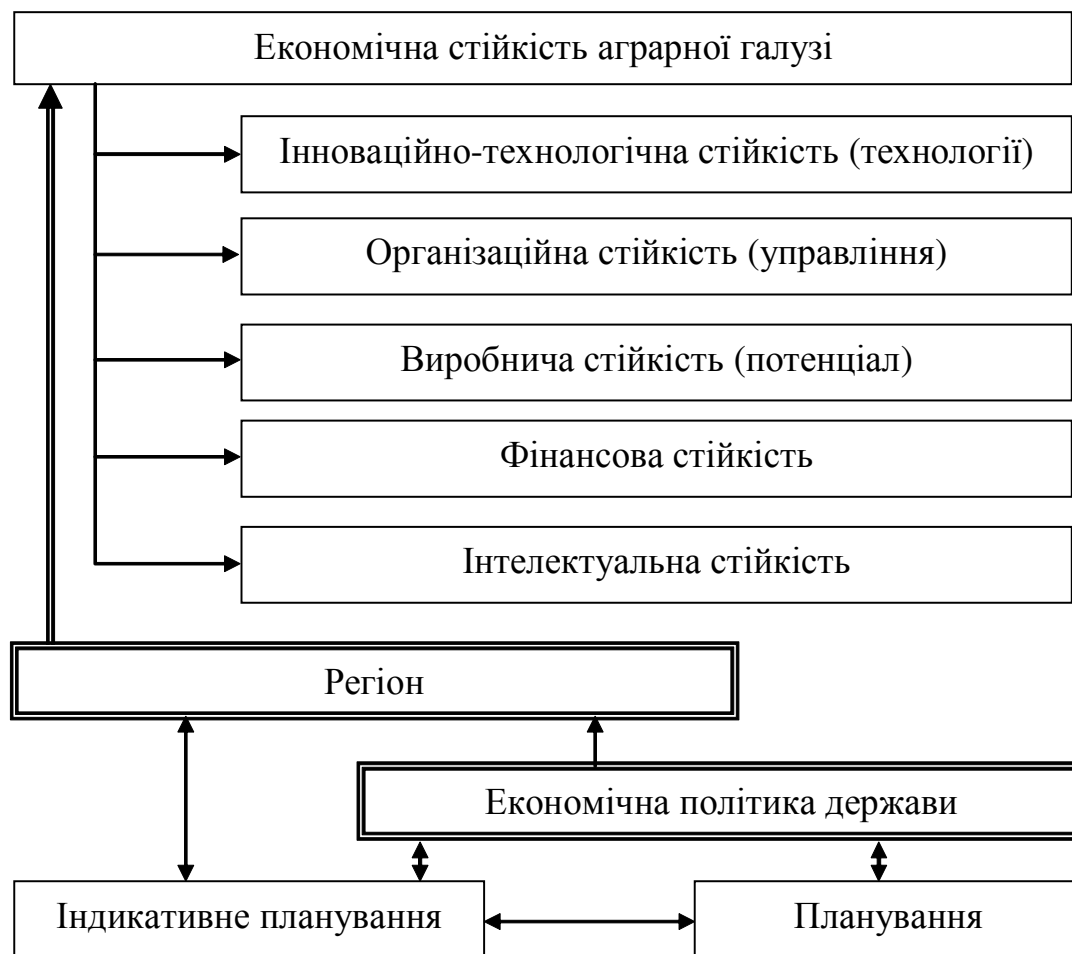 Економічна стійкість аграрної галузі
Інноваційно-технологічна стійкість (технології)
Організаційна стійкість (управління)
Виробнича стійкість (потенціал)
Фінансова стійкість
Інтелектуальна стійкість
Регіон
Економічна політика держави
Індикативне планування
Планування